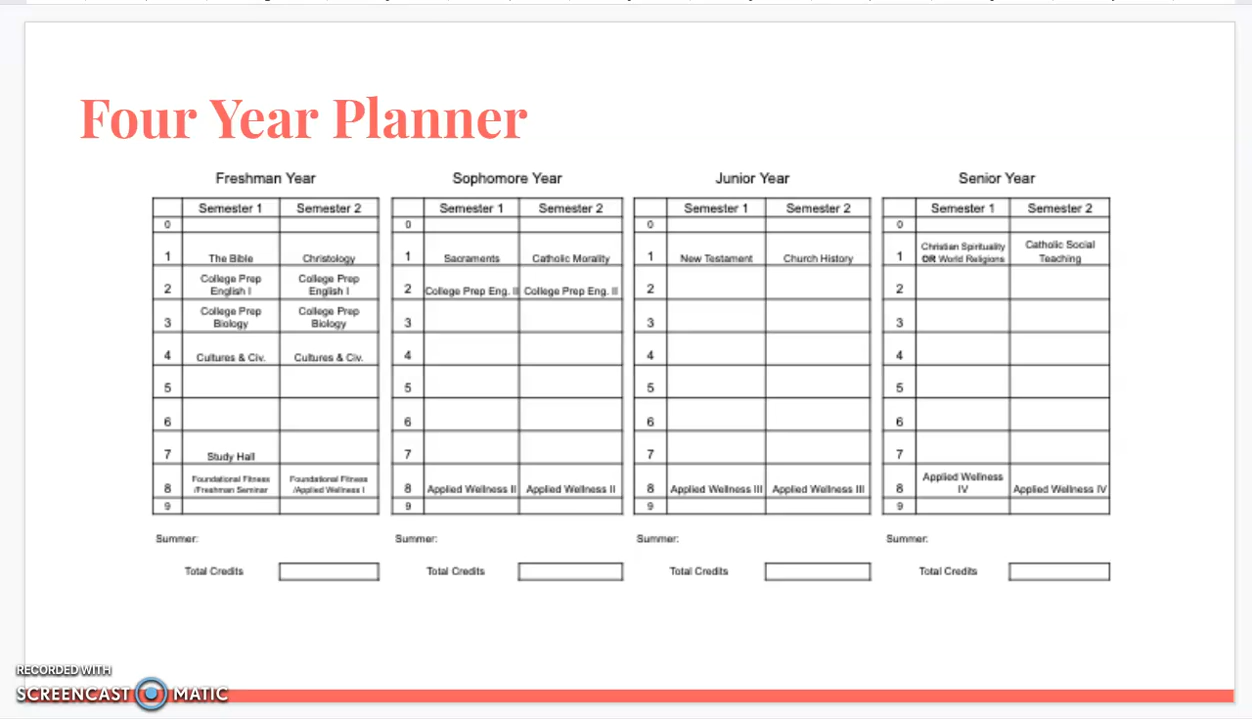 Four Year Planner
Freshman Year Sophomore Year Junior Year Senior Year
Semester 1 Semester 2 Semester 1 Semester 2 Semester 1 Semester 2 Semester 1 Semester 2
0 0 0 0
1 The Bible Christology 1 Sacraments Catholic Morality 1 New Testament Church History 1 Christian Spirituality OR World Religions Catholic Social Teaching
2 College Prep English I College Prep English I 2 College Prep Eng. II College Prep Eng. II 2 2
3 College Prep Biology College Prep Biology 3 3 3
4 Cultures & Civ. Cultures & Civ. 4 4 4
5 5 5 5
6 6 6 6
7 Study Hall 7 7 7
8 Foundational Fitness /Freshman Seminar Foundational Fitness /Applied Wellness I 8 Applied Wellness II Applied Wellness II 8 Applied Wellness III Applied Wellness III 8 Applied Wellness IV Applied Wellness IV
9 9 9 9
Summer: Summer: Summer: Summer:
Total Credits Total Credits Total Credits Total Credits
RECORDED WITH
SCREENCAST MATIC